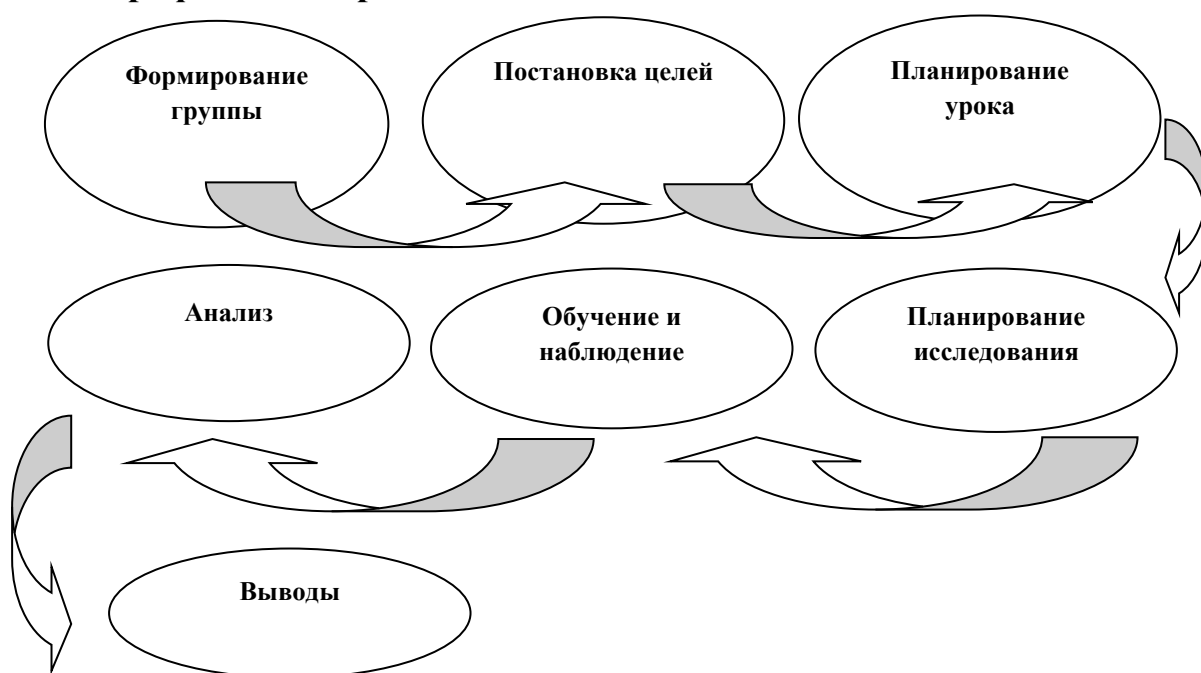 Формирование
группы
Постановка целей
Планирование
урока
Анализ
Обучение и
наблюдение
Планирование
исследования
Выводы